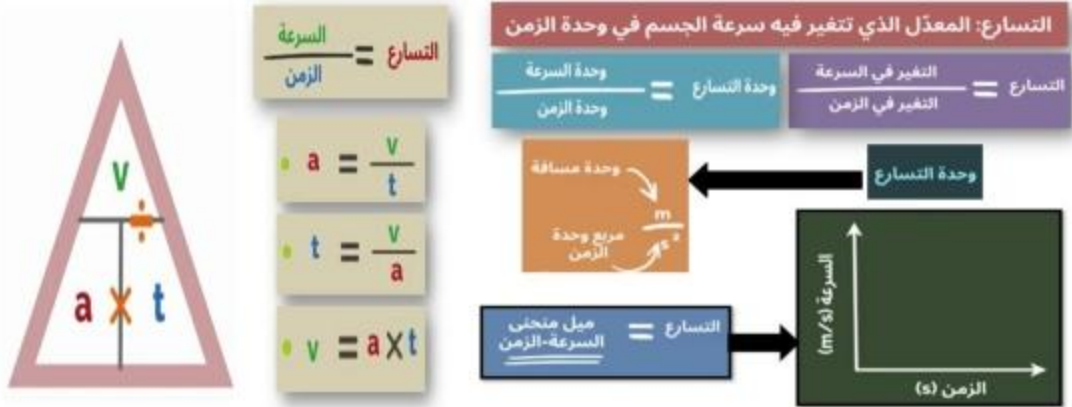 التسارع: المعدّل الذي تتغير فيه سرعة الجسم في وحدة الزمن
التسارع = التغير في السرعة
التغير في الزمن
وحدة التسارع = وحدة السرعة
وحدة الزمن
وحدة التسارع
وحدة مسافة
m
s²
مربع وحدة
الزمن
التسارع = ميل منحنى
السرعة-الزمن
السرعة (m/s)
الزمن (s)
التسارع = السرعة
الزمن
a = v
t
t = v
a
v = a × t
v
÷
a × t